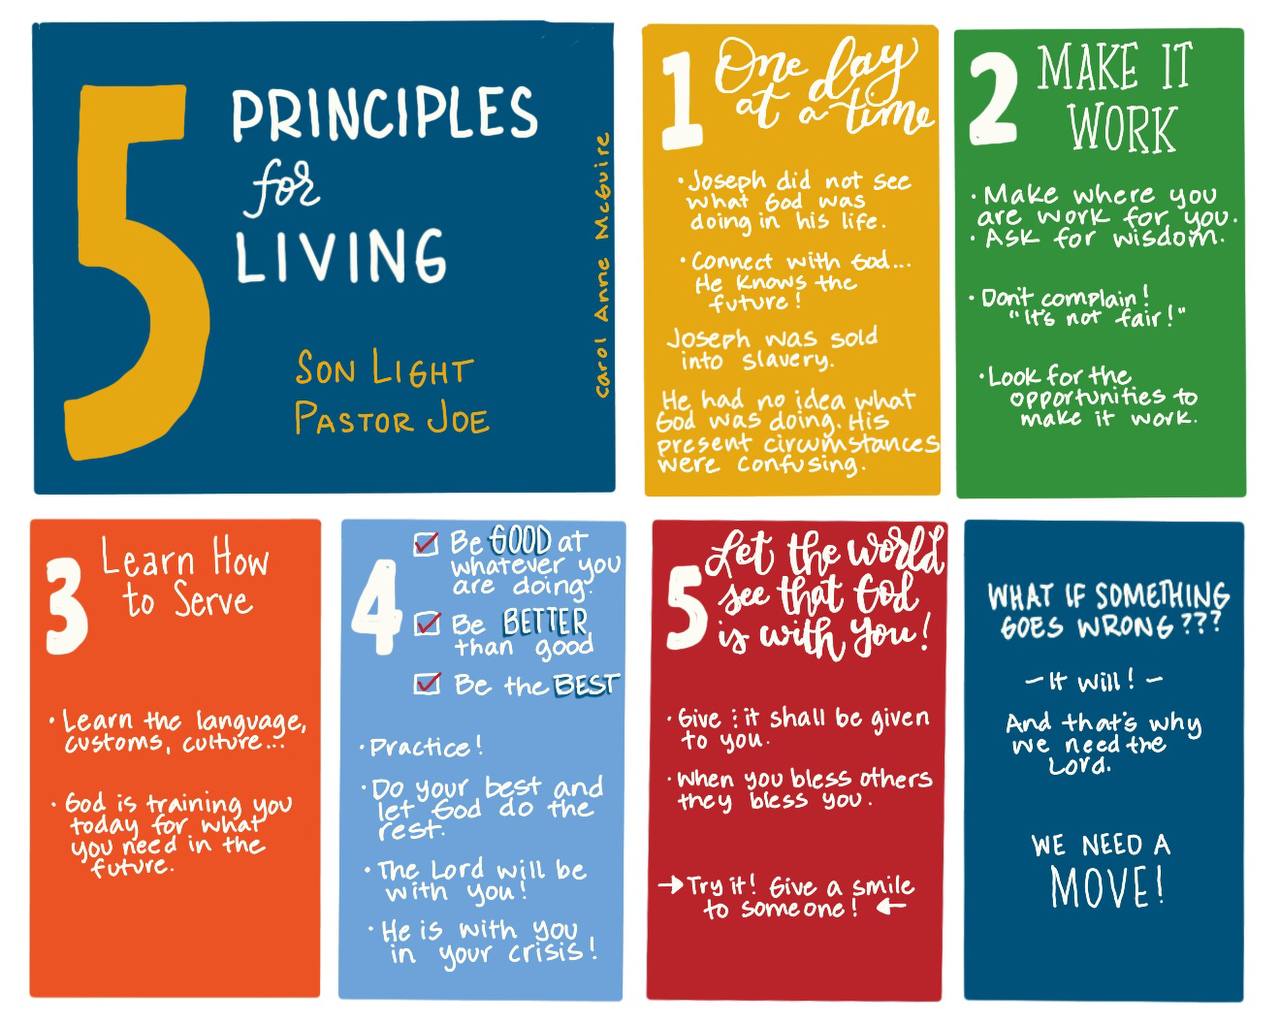 5
PRINCIPLES
for
LIVING
SON LIGHT
PASTOR JOE
Carol Anne McGuire
1
One day
at a time
• Joseph did not see
what God was
doing in his life.
• Connect with God...
He knows the
future!
Joseph was sold
into slavery.
He had no idea what
God was doing. His
present circumstances
were confusing.
2
MAKE IT
WORK
• Make where you
are work for you.
• Ask for wisdom.
• Don't complain!
"It's not fair!"
• Look for the
opportunities to
make it work.
3
Learn How
to Serve
• Learn the language,
customs, culture...
• God is training you
today for what
you need in the
future.
4
Be GOOD at
whatever you
are doing.
Be BETTER
than good
Be the BEST
• Practice!
• Do your best and
let God do the
rest.
• The Lord will be
with you!
• He is with you
in your crisis!
5
Let the world
see that God
is with you!
• Give : it shall be given
to you.
• When you bless others
they bless you.
→ Try it! Give a smile
to someone! ←
WHAT IF SOMETHING
GOES WRONG???
- It will! -
And that's why
we need the
Lord.
WE NEED A
MOVE!